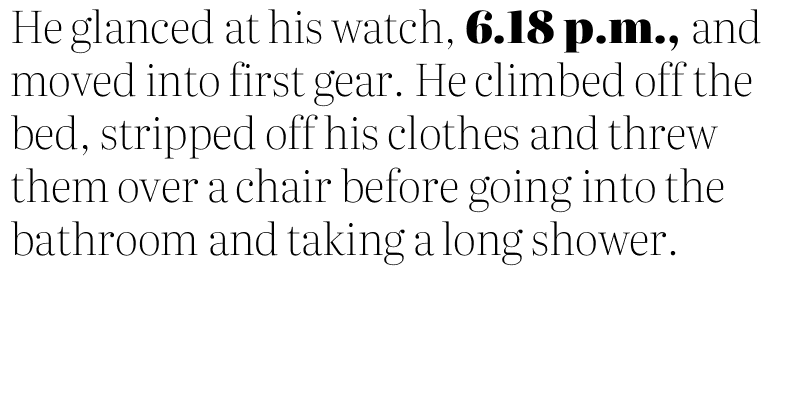 He glanced at his watch, 6.18 p.m., and
moved into first gear. He climbed off the
bed, stripped off his clothes and threw
them over a chair before going into the
bathroom and taking a long shower.